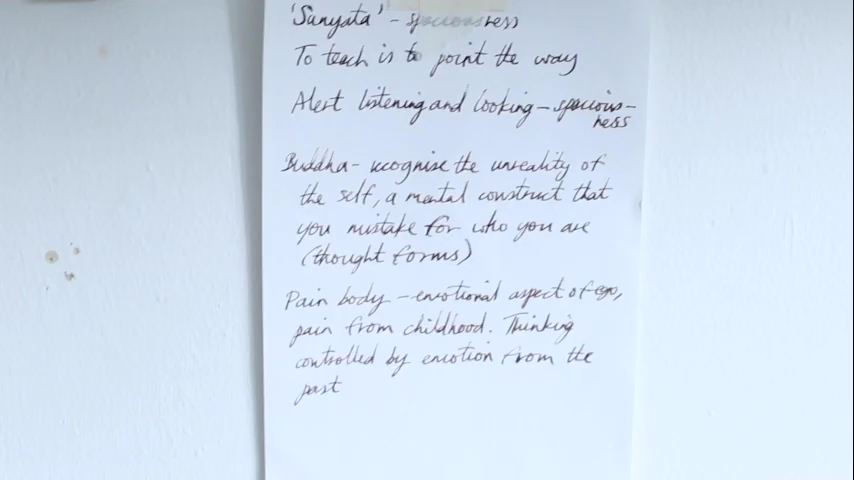 'Sunyata' - spaciousness
To teach is to point the way
Alert listening and looking - spacious-
ness
Buddha - recognise the unreality of
the self, a mental construct that
you mistake for who you are
(thought forms)
Pain body - emotional aspect of ego,
pain from childhood. Thinking
controlled by emotion from the
past